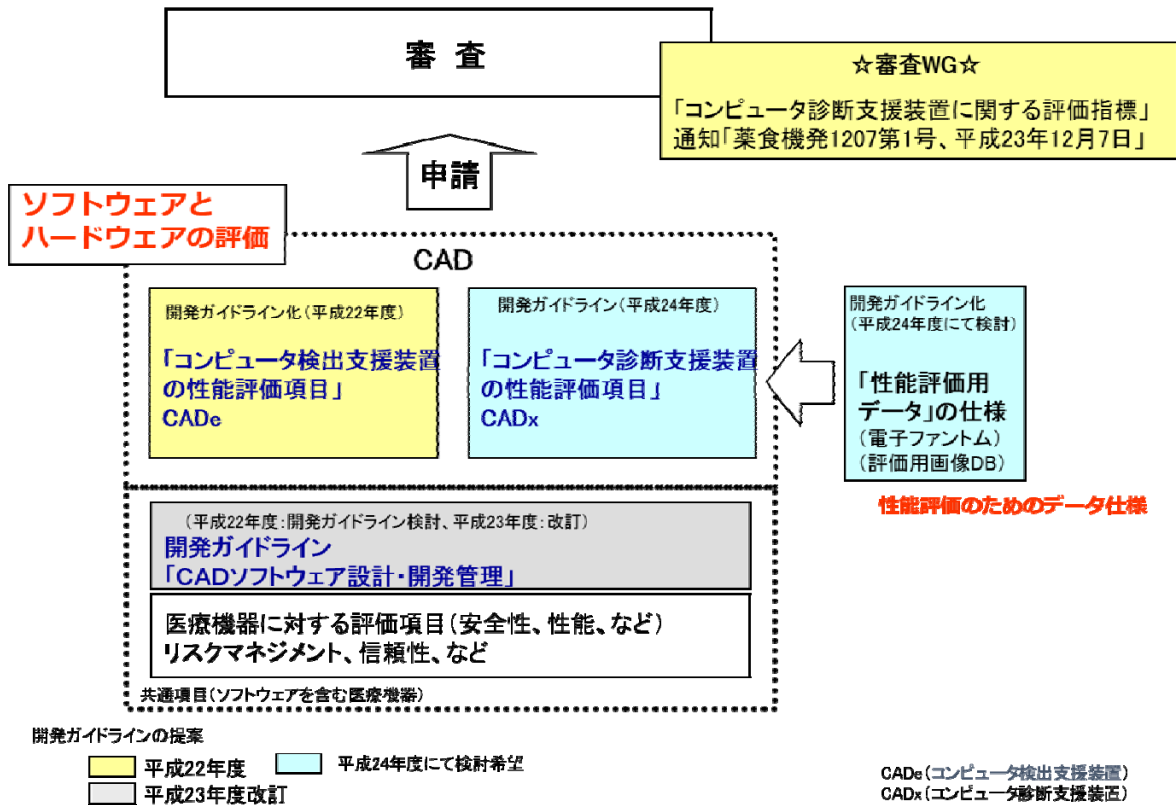 審 査
☆審査WG☆
「コンピュータ診断支援装置に関する評価指標」
通知「薬食機発1207第1号、平成23年12月7日」
申請
ソフトウェアと
ハードウェアの評価
CAD
開発ガイドライン化(平成22年度)
「コンピュータ検出支援装置
の性能評価項目」
CADe
開発ガイドライン(平成24年度)
「コンピュータ診断支援装置
の性能評価項目」
CADx
開発ガイドライン化
(平成24年度にて検討)
「性能評価用
データ」の仕様
(電子ファントム)
(評価用画像DB)
性能評価のためのデータ仕様
(平成22年度:開発ガイドライン検討、平成23年度:改訂)
開発ガイドライン
「CADソフトウェア設計・開発管理」
医療機器に対する評価項目(安全性、性能、など)
リスクマネジメント、信頼性、など
共通項目(ソフトウェアを含む医療機器)
開発ガイドラインの提案
平成22年度
平成24年度にて検討希望
平成23年度改訂
CADe(コンピュータ検出支援装置)
CADx(コンピュータ診断支援装置)